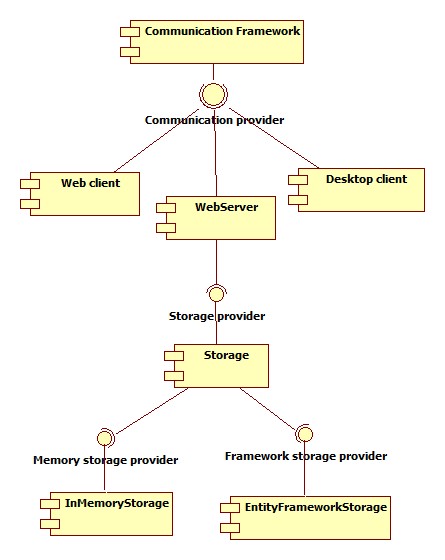 Communication Framework
Communication provider
Web client
Desktop client
WebServer
Storage provider
Storage
Memory storage provider
Framework storage provider
InMemoryStorage
EntityFrameworkStorage